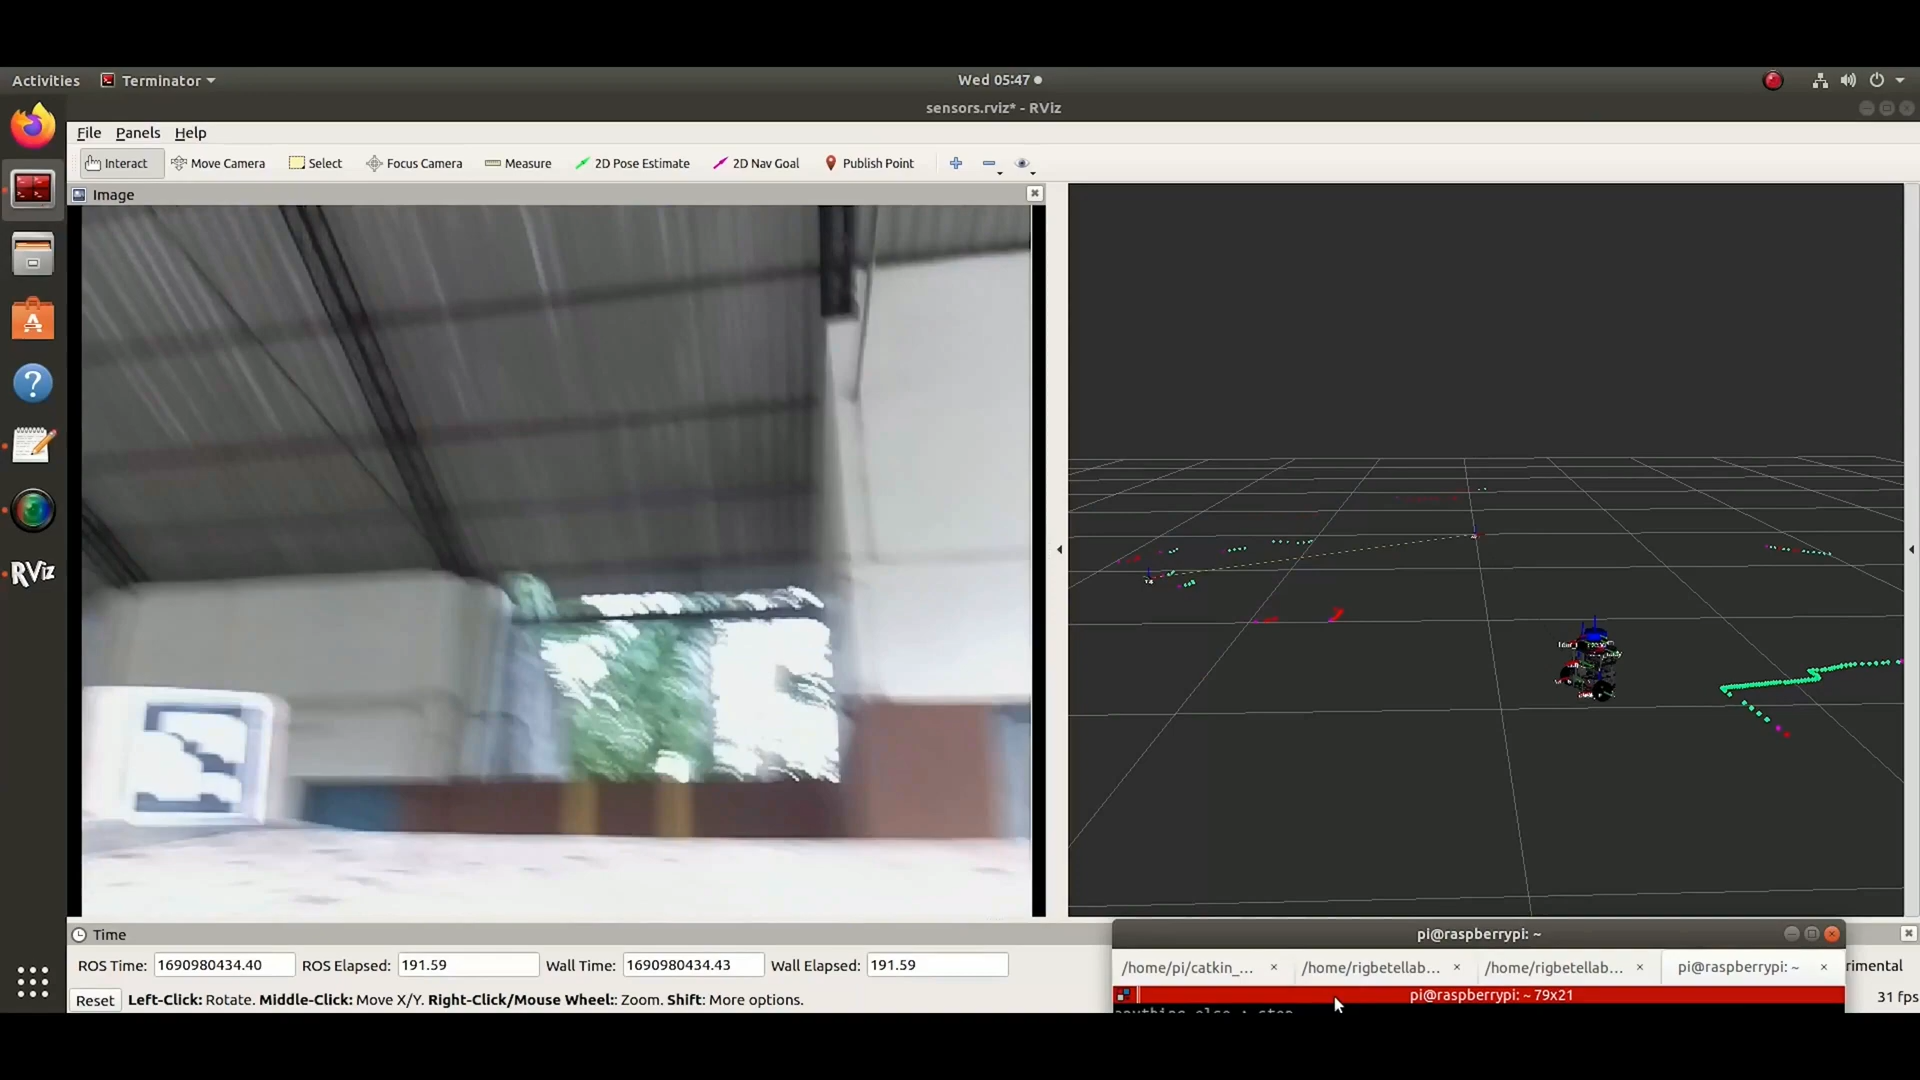 Activities Terminator Wed 05:47
sensors.rviz* - RViz
File Panels Help
Interact Move Camera Select Focus Camera Measure 2D Pose Estimate 2D Nav Goal Publish Point
Image
RViz
Time
ROS Time: 1690980434.40 ROS Elapsed: 191.59 Wall Time: 1690980434.43 Wall Elapsed: 191.59
Reset Left-Click: Rotate. Middle-Click: Move X/Y. Right-Click/Mouse Wheel:: Zoom. Shift: More options.
pi@raspberrypi: ~
/home/pi/catkin_... /home/rigbetellab... /home/rigbetellab... pi@raspberrypi: ~
rimental
pi@raspberrypi: ~ 79x21
31 fps